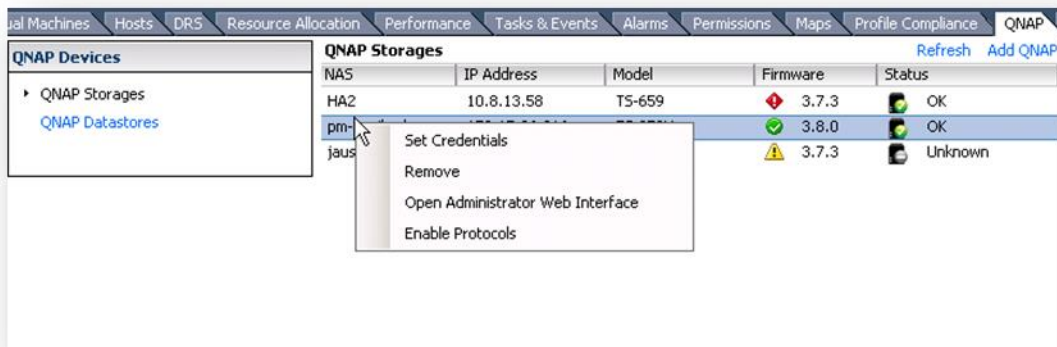 ual Machines Hosts DRS Resource Allocation Performance Tasks & Events Alarms Permissions Maps Profile Compliance QNAP
QNAP Devices
QNAP Storages
QNAP Datastores
QNAP Storages Refresh Add QNAP
NAS IP Address Model Firmware Status
HA2 10.8.13.58 TS-659 3.7.3 OK
pm- 3.8.0 OK
jaus 3.7.3 Unknown
Set Credentials
Remove
Open Administrator Web Interface
Enable Protocols